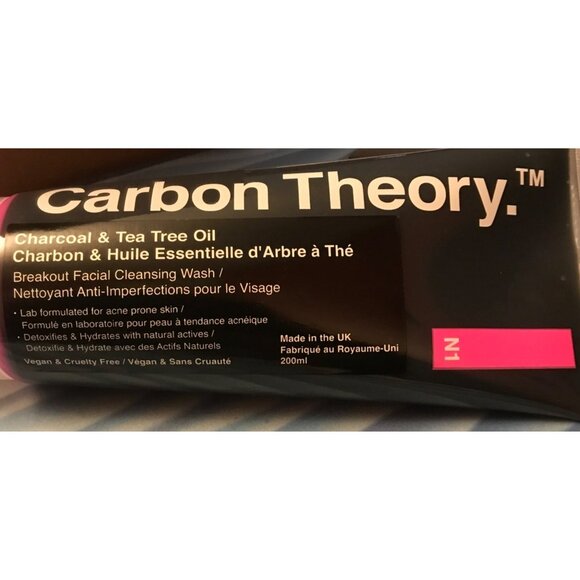 Carbon Theory.™
Charcoal & Tea Tree Oil
Charbon & Huile Essentielle d'Arbre à Thé
Breakout Facial Cleansing Wash /
Nettoyant Anti-Imperfections pour le Visage
• Lab formulated for acne prone skin /
Formulé en laboratoire pour peau à tendance acnéique
• Detoxifies & Hydrates with natural actives /
Detoxifie & Hydrate avec des Actifs Naturels
Vegan & Cruelty Free / Végan & Sans Cruauté
Made in the UK
Fabriqué au Royaume-Uni
200ml
N1